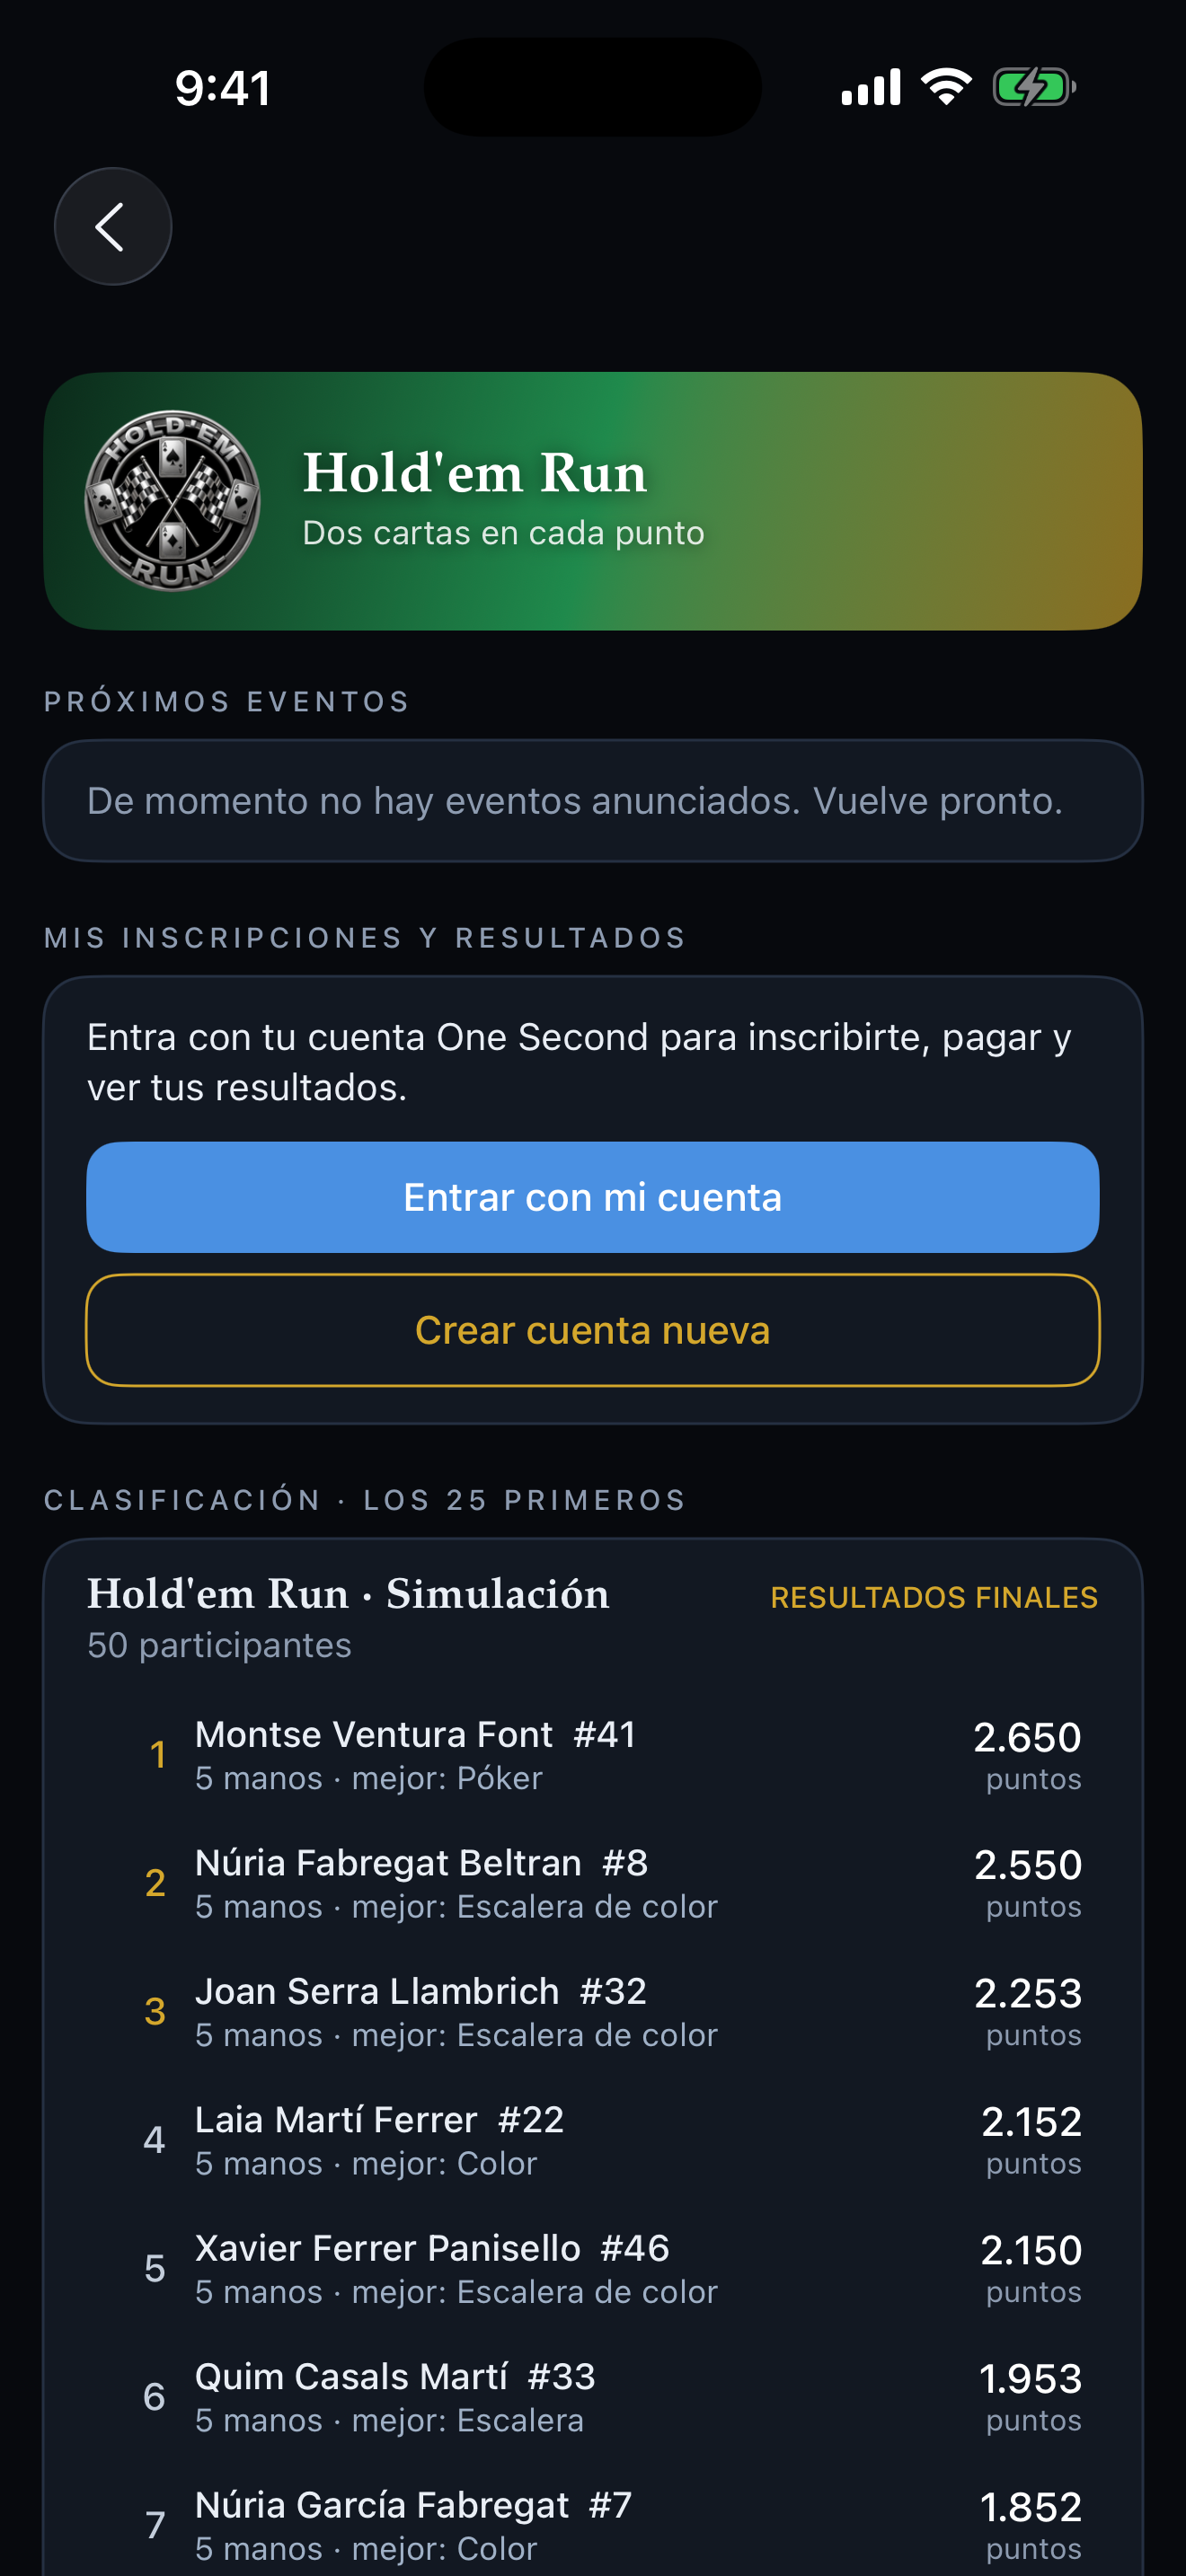 9:41
HOLD'EM
RUN
Hold'em Run
Dos cartas en cada punto
PRÓXIMOS EVENTOS
De momento no hay eventos anunciados. Vuelve pronto.
MIS INSCRIPCIONES Y RESULTADOS
Entra con tu cuenta One Second para inscribirte, pagar y
ver tus resultados.
Entrar con mi cuenta
Crear cuenta nueva
CLASIFICACIÓN · LOS 25 PRIMEROS
Hold'em Run · Simulación RESULTADOS FINALES
50 participantes
1 Montse Ventura Font #41 2.650
5 manos · mejor: Póker puntos
2 Núria Fabregat Beltran #8 2.550
5 manos · mejor: Escalera de color puntos
3 Joan Serra Llambrich #32 2.253
5 manos · mejor: Escalera de color puntos
4 Laia Martí Ferrer #22 2.152
5 manos · mejor: Color puntos
5 Xavier Ferrer Panisello #46 2.150
5 manos · mejor: Escalera de color puntos
6 Quim Casals Martí #33 1.953
5 manos · mejor: Escalera puntos
7 Núria García Fabregat #7 1.852
5 manos · mejor: Color puntos